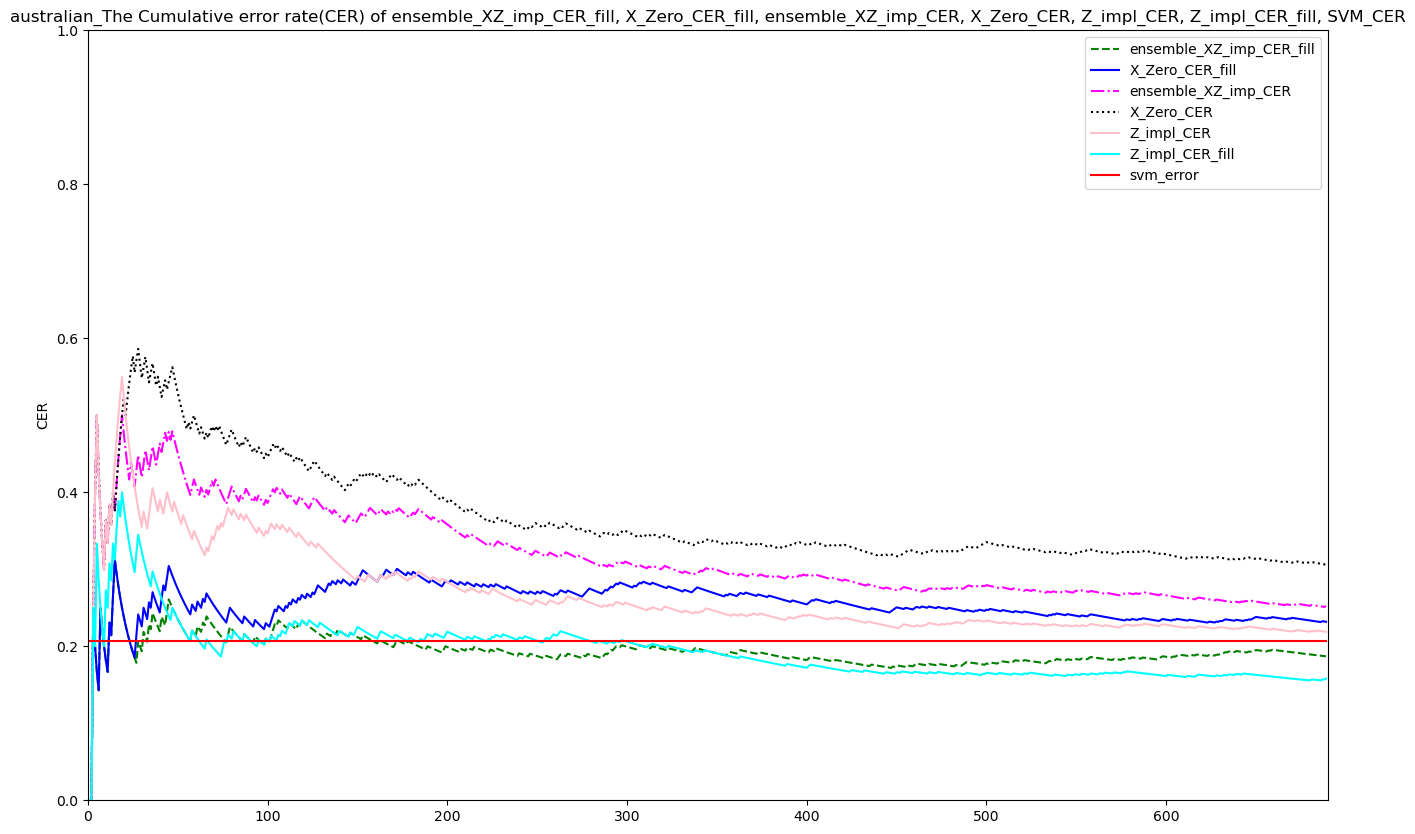 australian_The Cumulative error rate(CER) of ensemble_XZ_imp_CER_fill, X_Zero_CER_fill, ensemble_XZ_imp_CER, X_Zero_CER, Z_impl_CER, Z_impl_CER_fill, SVM_CER
1.0
ensemble_XZ_imp_CER_fill
X_Zero_CER_fill
ensemble_XZ_imp_CER
X_Zero_CER
Z_impl_CER
Z_impl_CER_fill
svm_error
0.8
0.6
CER
0.4
0.2
0.0
0 100 200 300 400 500 600